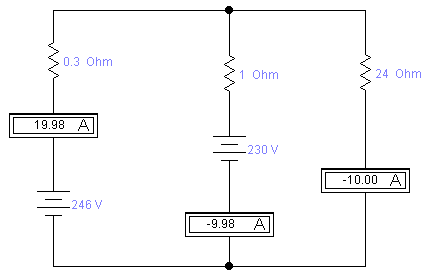 0.3 Ohm
1 Ohm
24 Ohm
19.98 A
230 V
-10.00 A
246 V
-9.98 A